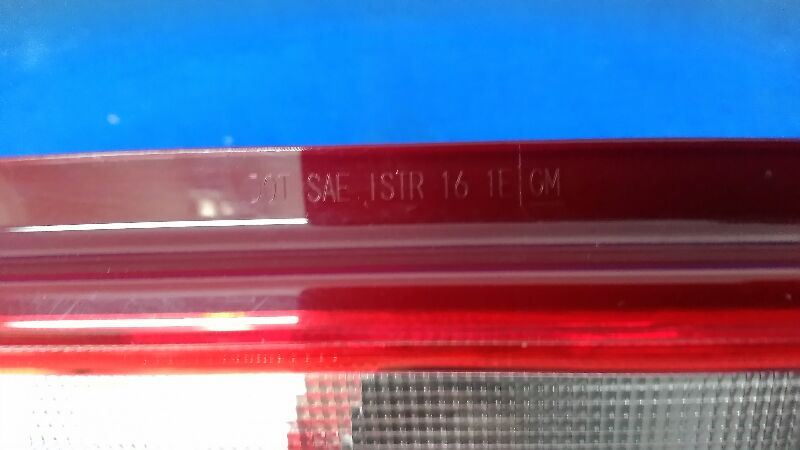 DOT SAE ISTR 16 1E GM